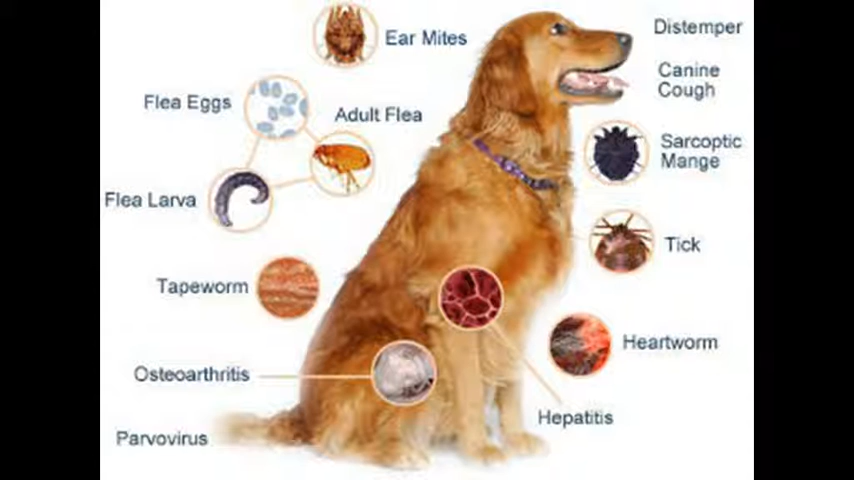 Ear Mites
Distemper
Canine
Cough
Flea Eggs
Adult Flea
Sarcoptic
Mange
Flea Larva
Tick
Tapeworm
Heartworm
Osteoarthritis
Hepatitis
Parvovirus